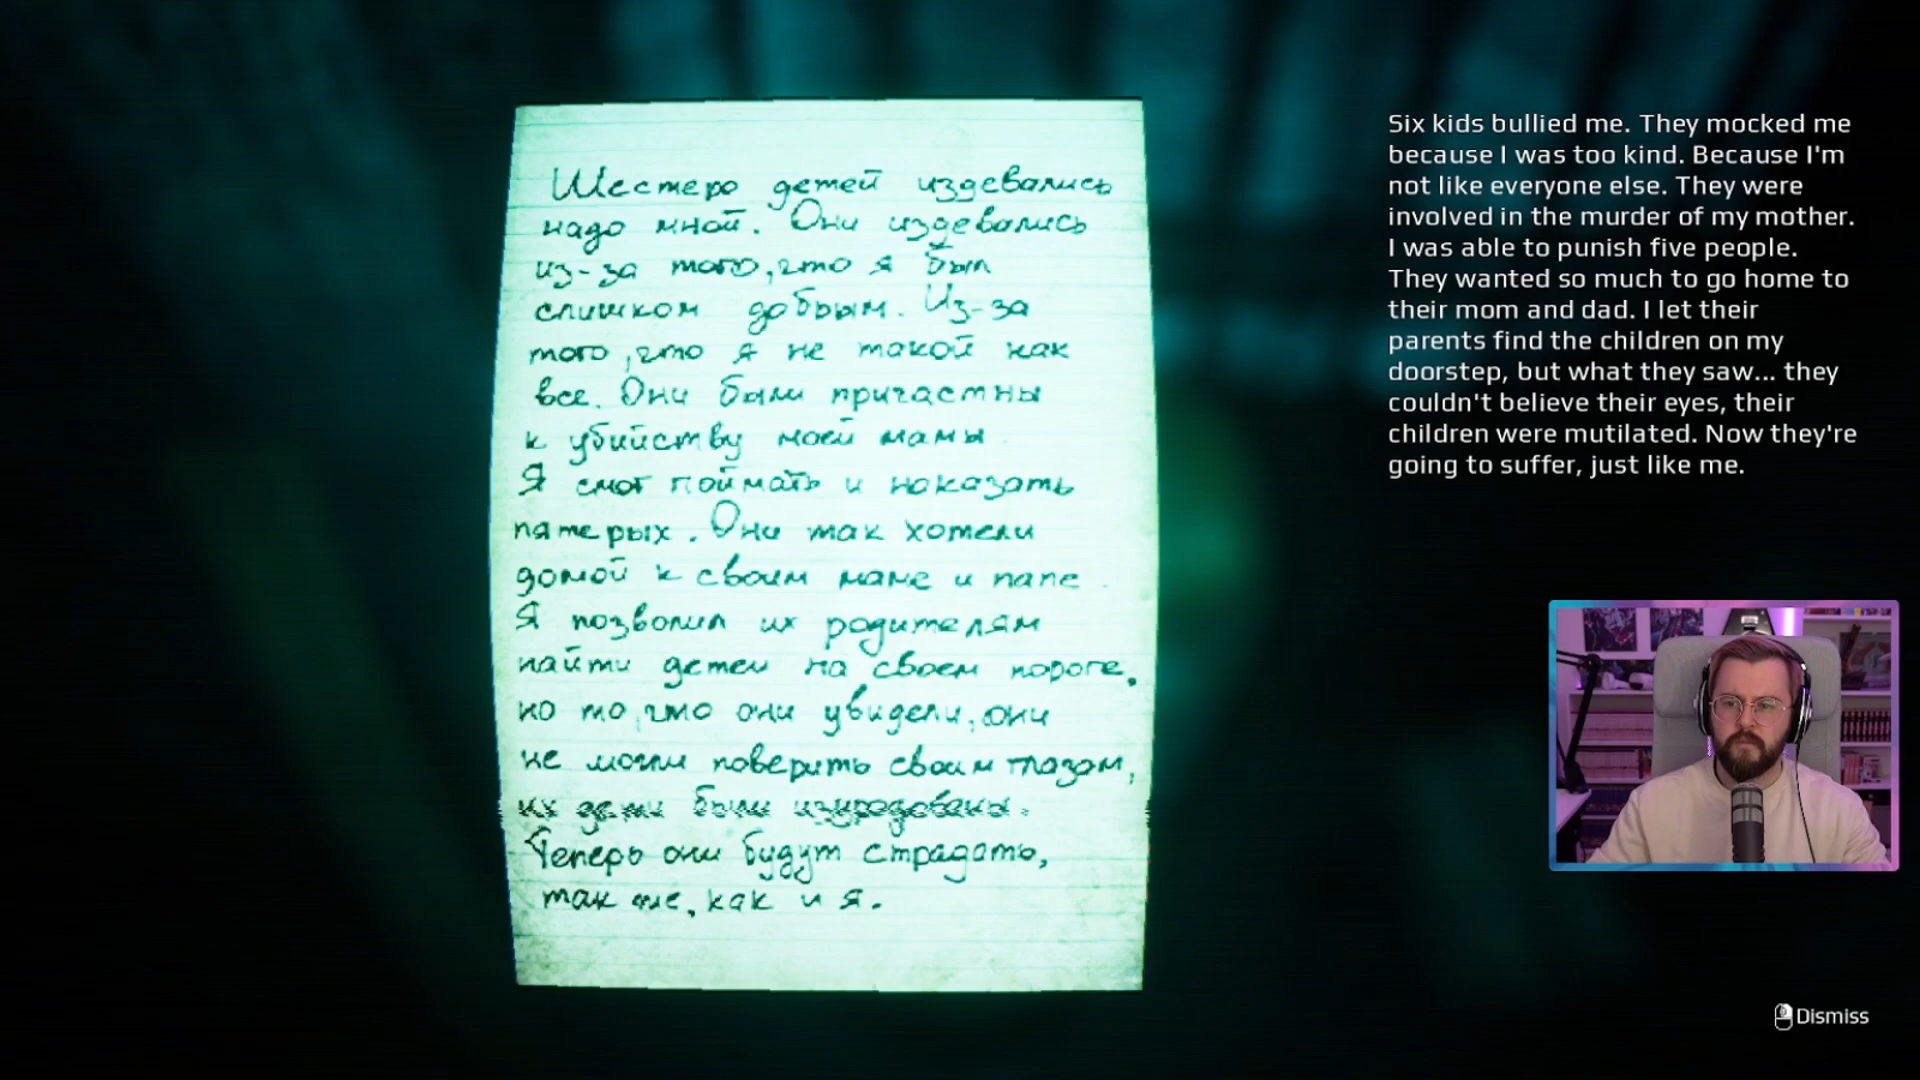 Шестеро детей издевались
надо мной. Они издевались
из-за того, что я был
слишком добрым. Из-за
того, что я не такой как
все. Они были причастны
к убийству моей мамы.
Я смог поймать и наказать
пятерых. Они так хотели
домой к своим маме и папе.
Я позволил их родителям
найти детей на своем пороге,
но то, что они увидели, они
не могли поверить своим глазам,
их дети были изуродованы.
Теперь они будут страдать,
так же, как и я.
Six kids bullied me. They mocked me
because I was too kind. Because I'm
not like everyone else. They were
involved in the murder of my mother.
I was able to punish five people.
They wanted so much to go home to
their mom and dad. I let their
parents find the children on my
doorstep, but what they saw... they
couldn't believe their eyes, their
children were mutilated. Now they're
going to suffer, just like me.
Dismiss